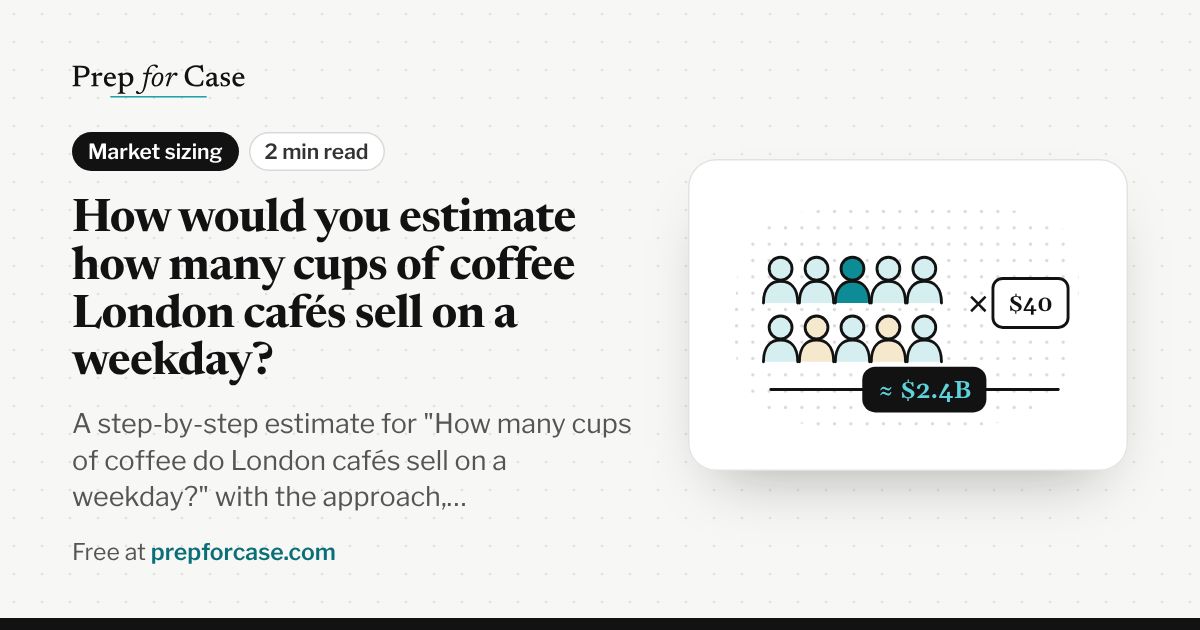 Prep for Case
Market sizing
2 min read
How would you estimate
how many cups of coffee
London cafés sell on a
weekday?
A step-by-step estimate for "How many cups
of coffee do London cafés sell on a
weekday?" with the approach,...
Free at prepforcase.com
× $40
≈ $2.4B